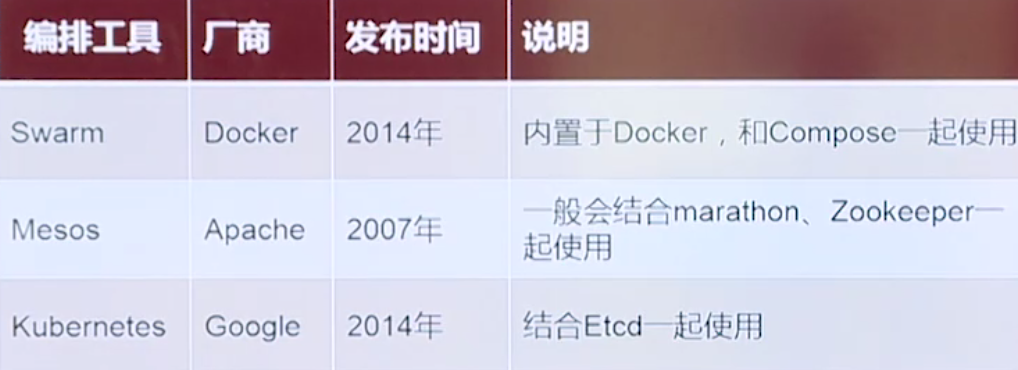 编排工具 厂商 发布时间 说明
Swarm Docker 2014年 内置于Docker，和Compose一起使用
Mesos Apache 2007年 一般会结合marathon、Zookeeper一
起使用
Kubernetes Google 2014年 结合Etcd一起使用